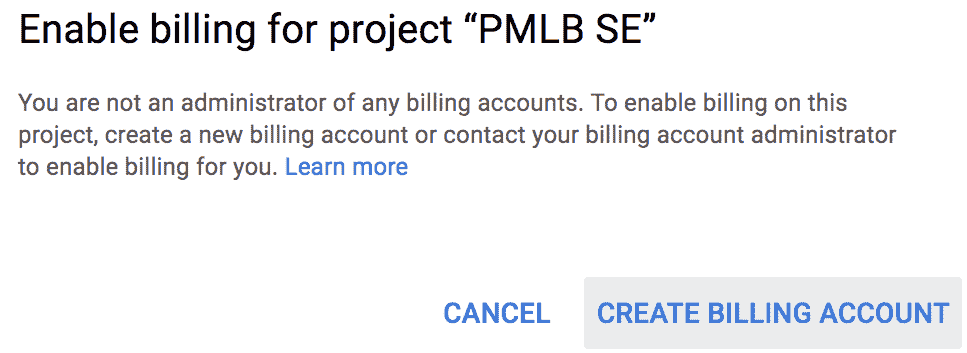 Enable billing for project “PMLB SE”
You are not an administrator of any billing accounts. To enable billing on this
project, create a new billing account or contact your billing account administrator
to enable billing for you. Learn more
CANCEL
CREATE BILLING ACCOUNT